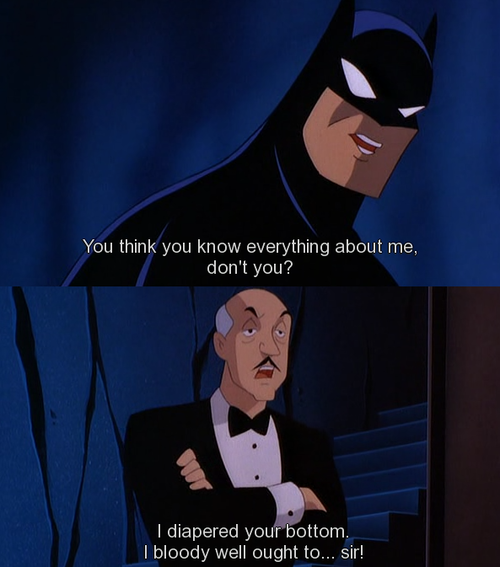 You think you know everything about me,
don't you?
I diapered your bottom.
I bloody well ought to... sir!